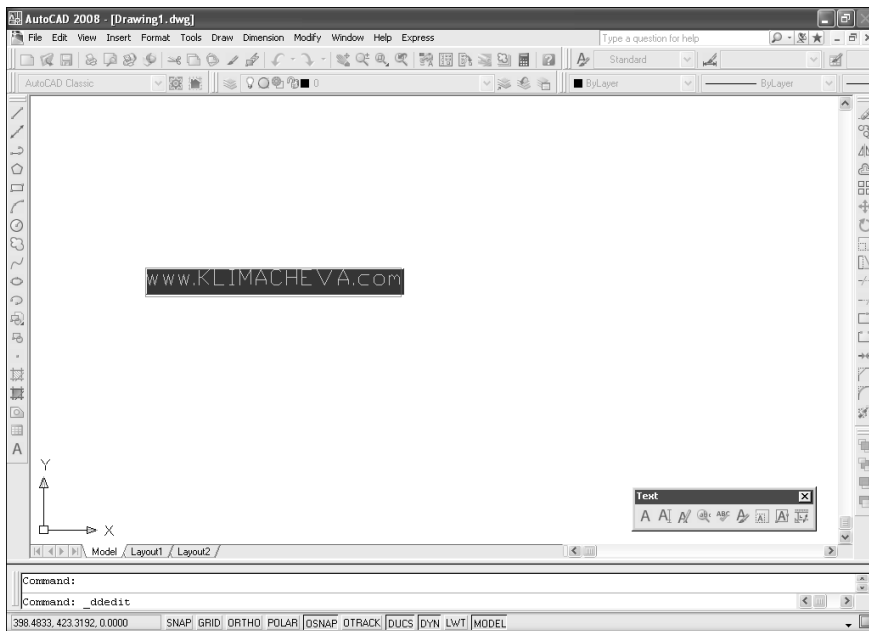 AutoCAD 2008 - [Drawing1.dwg]
File Edit View Insert Format Tools Draw Dimension Modify Window Help Express Type a question for help
Standard
AutoCAD Classic 0 ByLayer ByLayer
www.KLIMACHEVA.com
Y
X
Text
Model Layout1 Layout2
Command:
Command: _ddedit
398.4833, 423.3192, 0.0000 SNAP GRID ORTHO POLAR OSNAP OTRACK DUCS DYN LWT MODEL